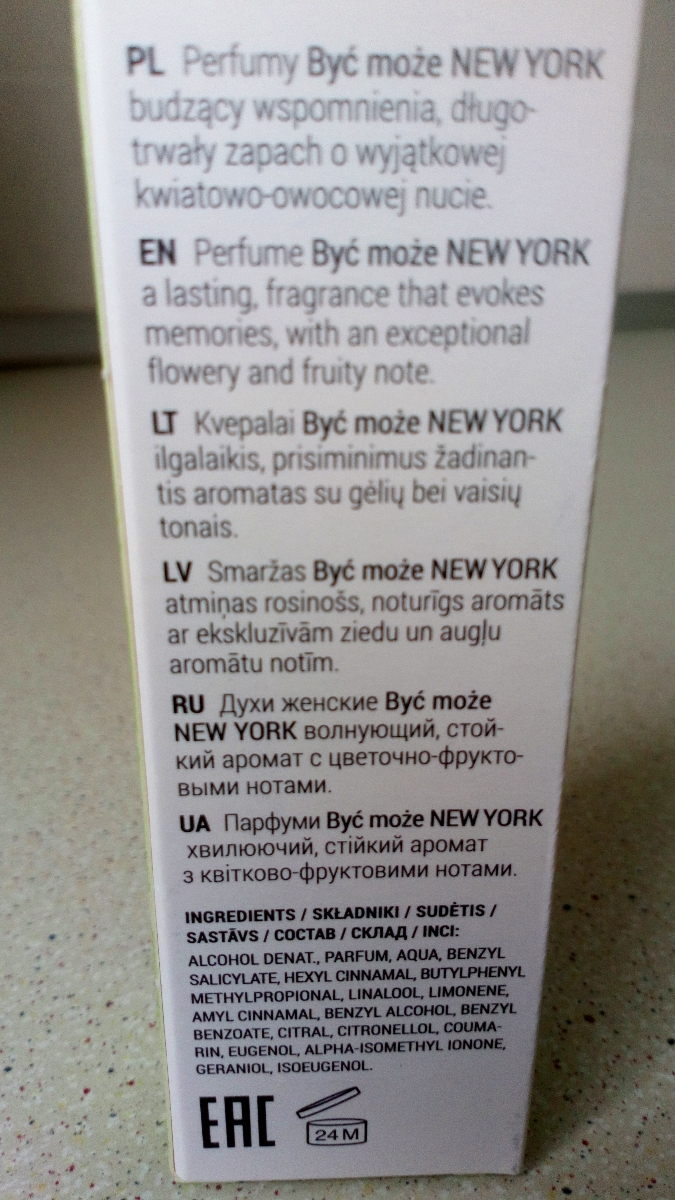 PL Perfumy Być może NEW YORK
budzący wspomnienia, długo-
trwały zapach o wyjątkowej
kwiatowo-owocowej nucie.
EN Perfume Być może NEW YORK
a lasting, fragrance that evokes
memories, with an exceptional
flowery and fruity note.
LT Kvepalai Być może NEW YORK
ilgalaikis, prisiminimus žadinan-
tis aromatas su gėlių bei vaisių
tonais.
LV Smaržas Być może NEW YORK
atmiņas rosinošs, noturīgs aromāts
ar ekskluzīvām ziedu un augļu
aromātu notīm.
RU Духи женские Być może
NEW YORK волнующий, стой-
кий аромат с цветочно-фрукто-
выми нотами.
UA Парфуми Być może NEW YORK
хвилюючий, стійкий аромат
з квітково-фруктовими нотами.
INGREDIENTS / SKŁADNIKI / SUDĖTIS /
SASTĀVS / СОСТАВ / СКЛАД / INCI:
ALCOHOL DENAT., PARFUM, AQUA, BENZYL
SALICYLATE, HEXYL CINNAMAL, BUTYLPHENYL
METHYLPROPIONAL, LINALOOL, LIMONENE,
AMYL CINNAMAL, BENZYL ALCOHOL, BENZYL
BENZOATE, CITRAL, CITRONELLOL, COUMA-
RIN, EUGENOL, ALPHA-ISOMETHYL IONONE,
GERANIOL, ISOEUGENOL.
EAC
24 M